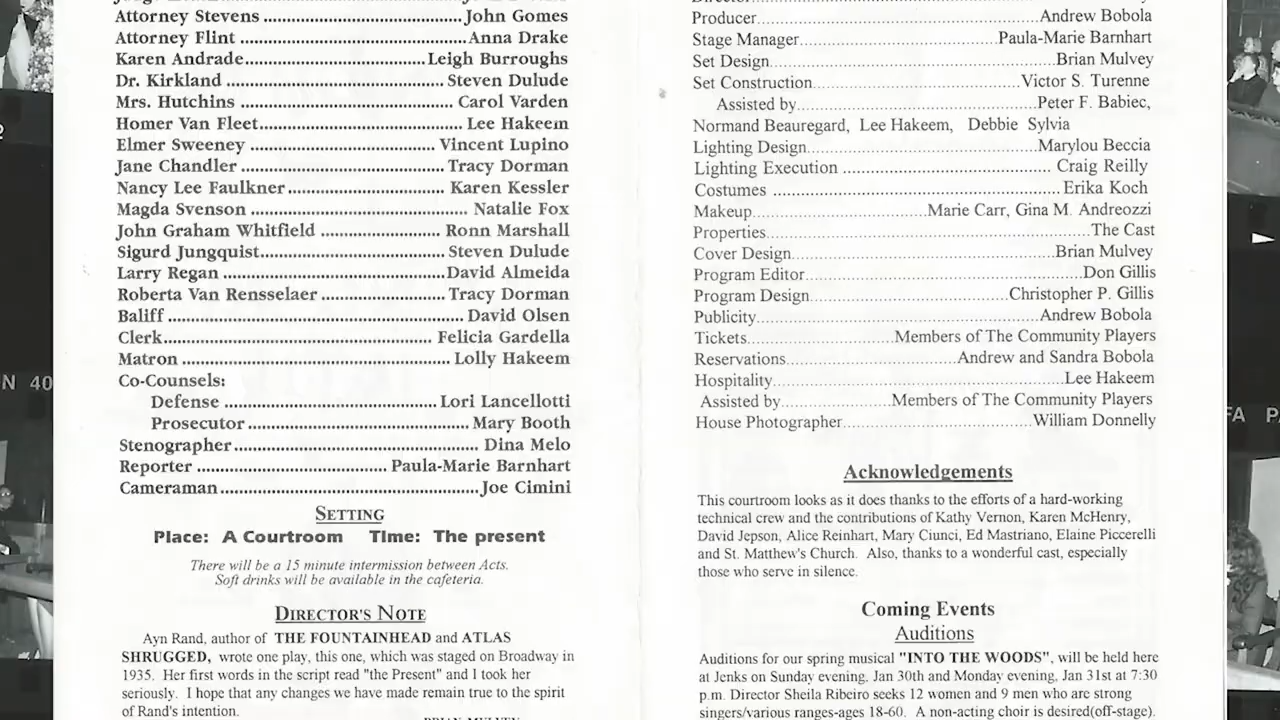 Attorney Stevens ............................................John Gomes
Attorney Flint ..................................................Anna Drake
Karen Andrade.......................................Leigh Burroughs
Dr. Kirkland ................................................ Steven Dulude
Mrs. Hutchins .............................................. Carol Varden
Homer Van Fleet............................................ Lee Hakeem
Elmer Sweeney ........................................ Vincent Lupino
Jane Chandler ............................................ Tracy Dorman
Nancy Lee Faulkner.................................. Karen Kessler
Magda Svenson ............................................... Natalie Fox
John Graham Whitfield ......................... Ronn Marshall
Sigurd Jungquist........................................ Steven Dulude
Larry Regan ................................................David Almeida
Roberta Van Rensselaer ........................... Tracy Dorman
Baliff ................................................................ David Olsen
Clerk.......................................................... Felicia Gardella
Matron .......................................................... Lolly Hakeem
Co-Counsels:
Defense ...............................................Lori Lancellotti
Prosecutor ................................................ Mary Booth
Stenographer..................................................... Dina Melo
Reporter ......................................... Paula-Marie Barnhart
Cameraman.........................................................Joe Cimini
SETTING
Place: A Courtroom Time: The present
There will be a 15 minute intermission between Acts.
Soft drinks will be available in the cafeteria.
DIRECTOR'S NOTE
Ayn Rand, author of THE FOUNTAINHEAD and ATLAS
SHRUGGED, wrote one play, this one, which was staged on Broadway in
1935. Her first words in the script read "the Present" and I took her
seriously. I hope that any changes we have made remain true to the spirit
of Rand's intention.
BRIAN MULVEY
Producer.......................................................................Andrew Bobola
Stage Manager..................................................Paula-Marie Barnhart
Set Design........................................................................Brian Mulvey
Set Construction....................................................Victor S. Turenne
Assisted by............................................................Peter F. Babiec,
Normand Beauregard, Lee Hakeem, Debbie Sylvia
Lighting Design..........................................................Marylou Beccia
Lighting Execution .................................................... Craig Reilly
Costumes .........................................................................Erika Koch
Makeup...........................................Marie Carr, Gina M. Andreozzi
Properties.................................................................................The Cast
Cover Design....................................................................Brian Mulvey
Program Editor......................................................................Don Gillis
Program Design..................................................Christopher P. Gillis
Publicity.......................................................................Andrew Bobola
Tickets.....................................Members of The Community Players
Reservations...........................................Andrew and Sandra Bobola
Hospitality.........................................................................Lee Hakeem
Assisted by...........................Members of The Community Players
House Photographer...............................................William Donnelly
Acknowledgements
This courtroom looks as it does thanks to the efforts of a hard-working
technical crew and the contributions of Kathy Vernon, Karen McHenry,
David Jepson, Alice Reinhart, Mary Ciunci, Ed Mastriano, Elaine Piccerelli
and St. Matthew's Church. Also, thanks to a wonderful cast, especially
those who serve in silence.
Coming Events
Auditions
Auditions for our spring musical "INTO THE WOODS", will be held here
at Jenks on Sunday evening, Jan 30th and Monday evening, Jan 31st at 7:30
p.m. Director Sheila Ribeiro seeks 12 women and 9 men who are strong
singers/various ranges-ages 18-60. A non-acting choir is desired(off-stage).